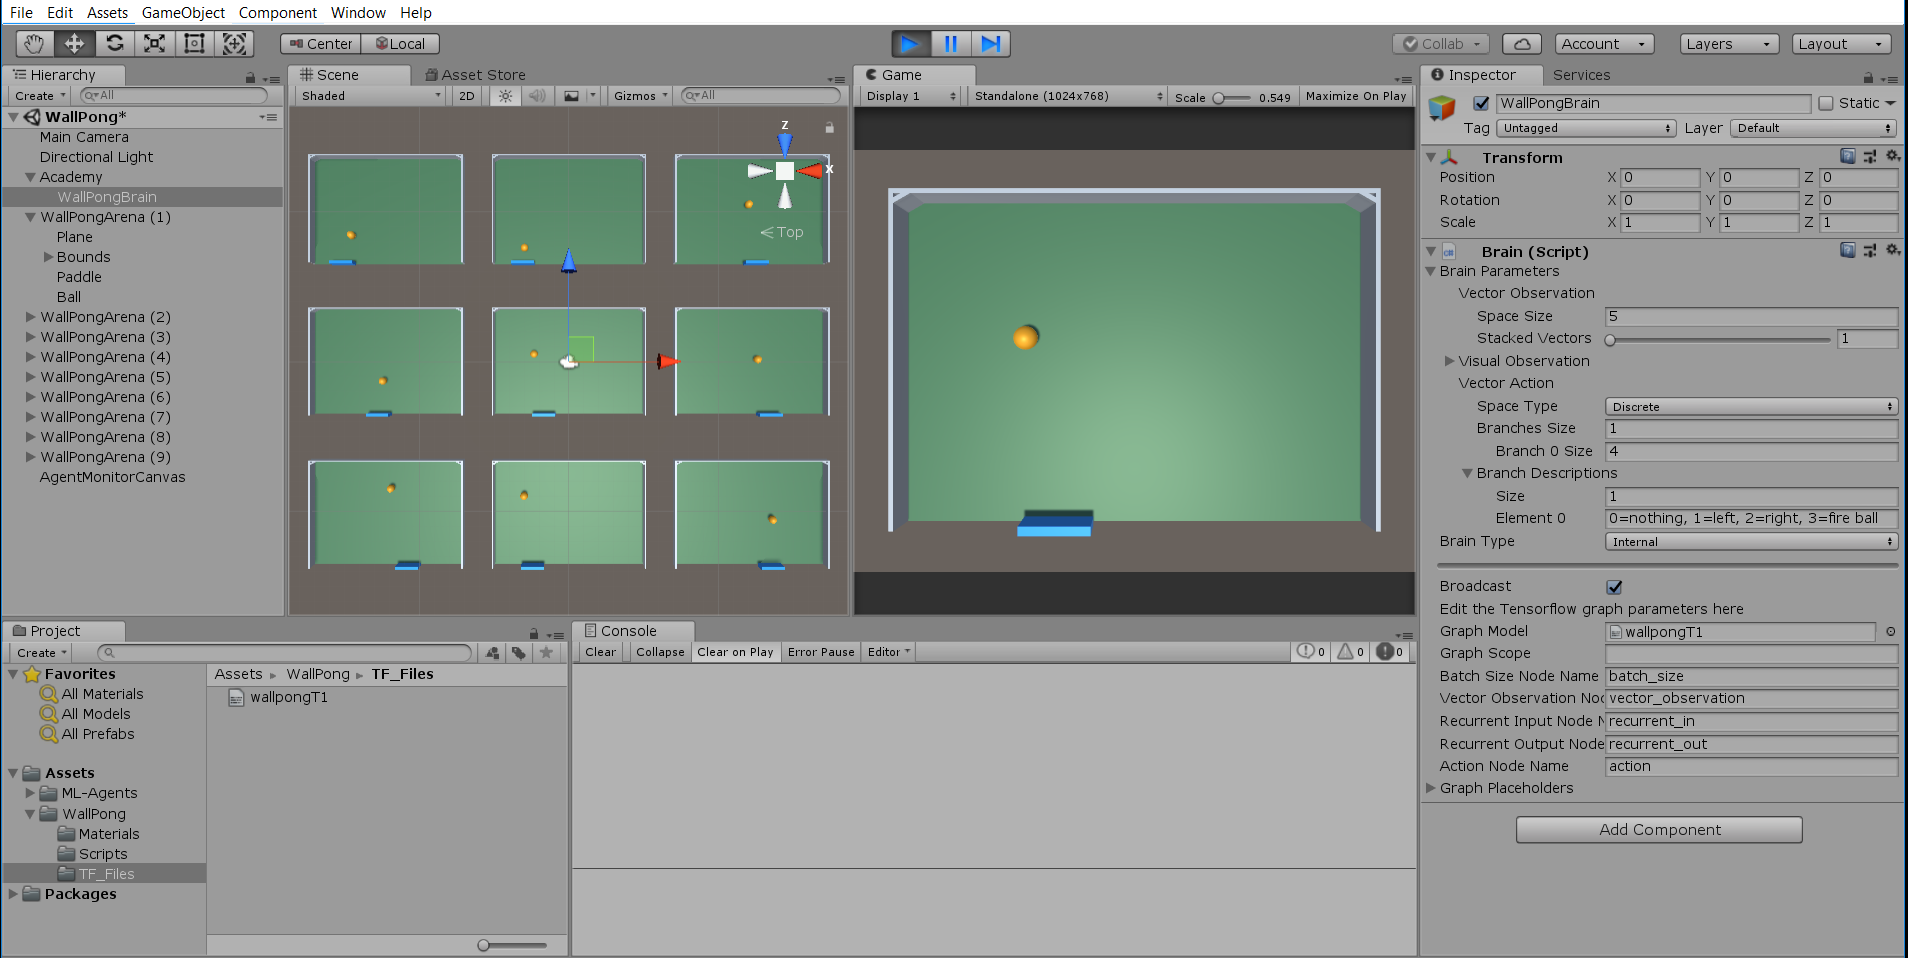 File Edit Assets GameObject Component Window Help
Center Local Collab Account Layers Layout
Hierarchy
Create All
WallPong*
Main Camera
Directional Light
Academy
WallPongBrain
WallPongArena (1)
Plane
Bounds
Paddle
Ball
WallPongArena (2)
WallPongArena (3)
WallPongArena (4)
WallPongArena (5)
WallPongArena (6)
WallPongArena (7)
WallPongArena (8)
WallPongArena (9)
AgentMonitorCanvas
Scene Asset Store
Shaded 2D Gizmos All
z
x
Top
Game
Display 1 Standalone (1024x768) Scale 0.549 Maximize On Play
Inspector Services
WallPongBrain Static
Tag Untagged Layer Default
Transform
Position X 0 Y 0 Z 0
Rotation X 0 Y 0 Z 0
Scale X 1 Y 1 Z 1
Brain (Script)
Brain Parameters
Vector Observation
Space Size 5
Stacked Vectors 1
Visual Observation
Vector Action
Space Type Discrete
Branches Size 1
Branch 0 Size 4
Branch Descriptions
Size 1
Element 0 0=nothing, 1=left, 2=right, 3=fire ball
Brain Type Internal
Broadcast
Edit the Tensorflow graph parameters here
Graph Model wallpongT1
Graph Scope
Batch Size Node Name batch_size
Vector Observation Noc vector_observation
Recurrent Input Node N recurrent_in
Recurrent Output Node recurrent_out
Action Node Name action
Graph Placeholders
Add Component
Project
Create
Favorites
All Materials
All Models
All Prefabs
Assets
ML-Agents
WallPong
Materials
Scripts
TF_Files
Packages
Assets WallPong TF_Files
wallpongT1
Console
Clear Collapse Clear on Play Error Pause Editor 0 0 0